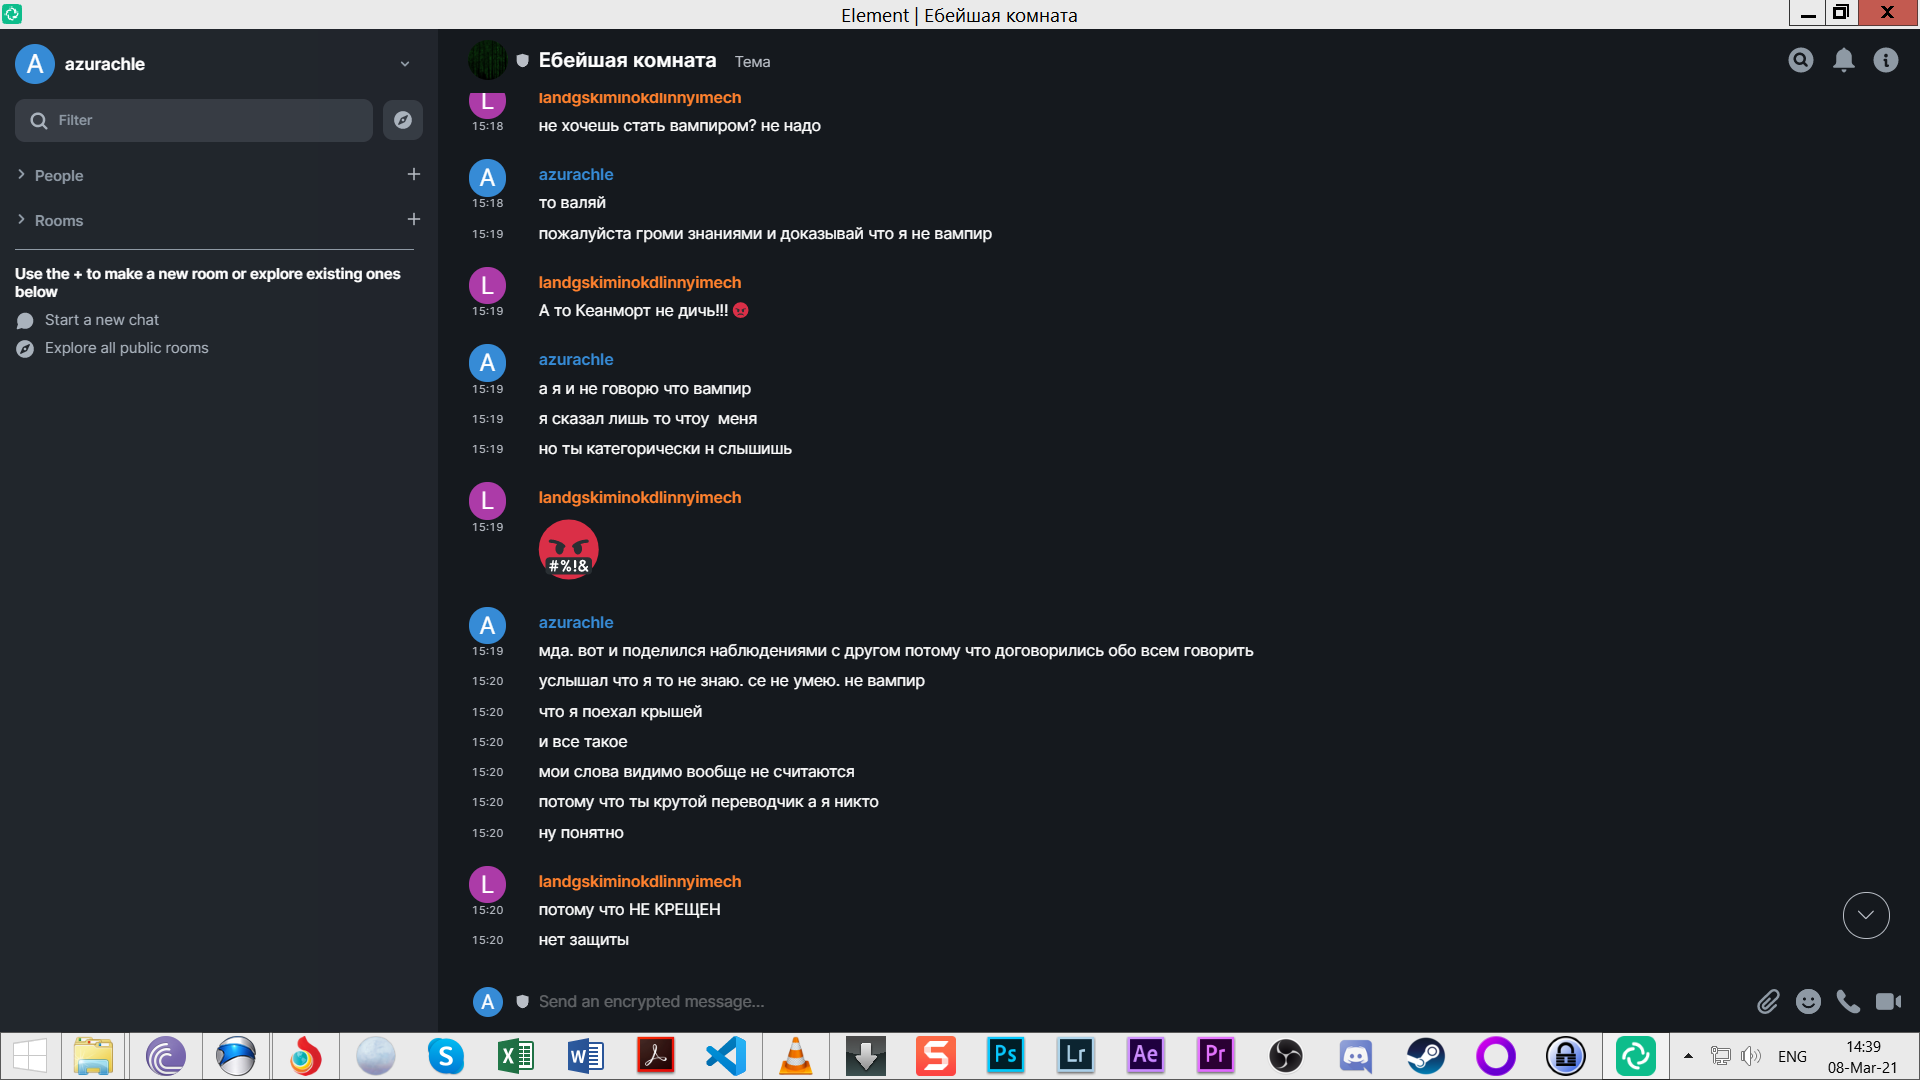 Element | Ебейшая комната
A
azurachle
Filter
People
Rooms
Use the + to make a new room or explore existing ones
below
Start a new chat
Explore all public rooms
Ебейшая комната Тема
L
landgskiminokdlinnyimech
15:18 не хочешь стать вампиром? не надо
A
azurachle
15:18 то валяй
15:19 пожалуйста громи знаниями и доказывай что я не вампир
L
landgskiminokdlinnyimech
15:19 А то Кеанморт не дичь!!!
A
azurachle
15:19 а я и не говорю что вампир
15:19 я сказал лишь то чтоу  меня
15:19 но ты категорически н слышишь
L
landgskiminokdlinnyimech
15:19
#%!&
A
azurachle
15:19 мда. вот и поделился наблюдениями с другом потому что договорились обо всем говорить
15:20 услышал что я то не знаю. се не умею. не вампир
15:20 что я поехал крышей
15:20 и все такое
15:20 мои слова видимо вообще не считаются
15:20 потому что ты крутой переводчик а я никто
15:20 ну понятно
L
landgskiminokdlinnyimech
15:20 потому что НЕ КРЕЩЕН
15:20 нет защиты
A
Send an encrypted message...
S X W S Ps Lr Ae Pr
ENG
14:39
08-Mar-21